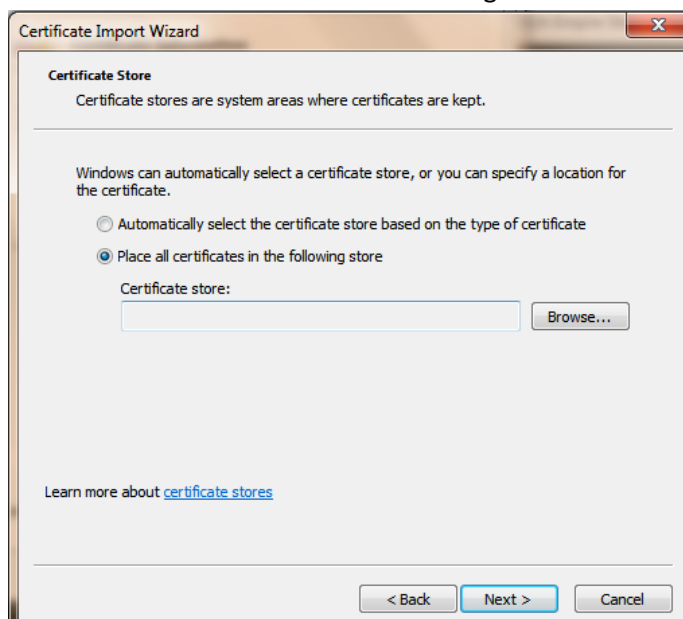 Certificate Import Wizard
Certificate Store
Certificate stores are system areas where certificates are kept.
Windows can automatically select a certificate store, or you can specify a location for
the certificate.
Automatically select the certificate store based on the type of certificate
Place all certificates in the following store
Certificate store:
Browse...
Learn more about certificate stores
< Back
Next >
Cancel